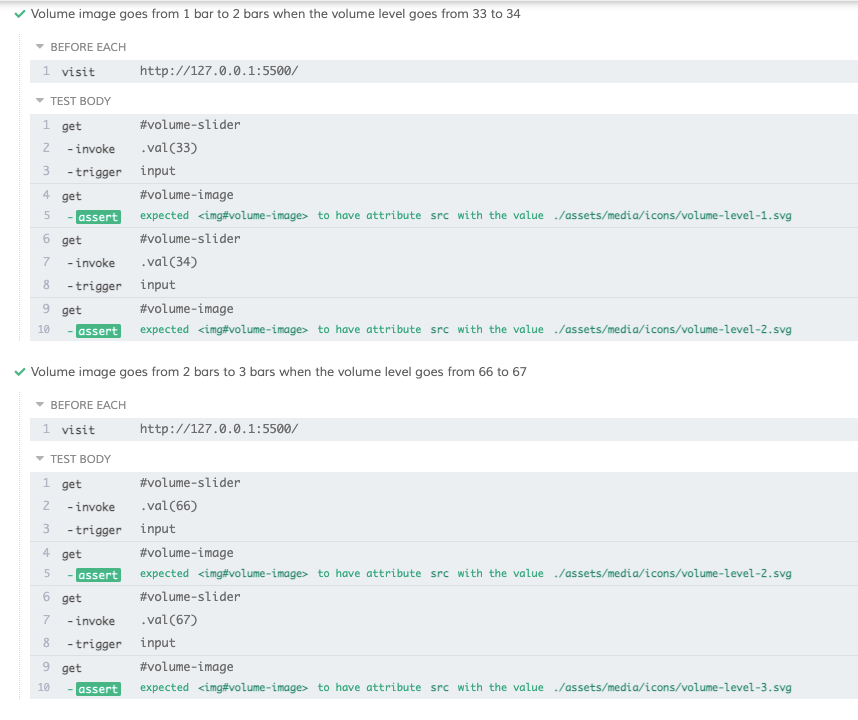 Volume image goes from 1 bar to 2 bars when the volume level goes from 33 to 34
BEFORE EACH
1 visit http://127.0.0.1:5500/
TEST BODY
1 get #volume-slider
2 -invoke .val(33)
3 -trigger input
4 get #volume-image
5 -assert expected <img#volume-image> to have attribute src with the value ./assets/media/icons/volume-level-1.svg
6 get #volume-slider
7 -invoke .val(34)
8 -trigger input
9 get #volume-image
10 -assert expected <img#volume-image> to have attribute src with the value ./assets/media/icons/volume-level-2.svg
Volume image goes from 2 bars to 3 bars when the volume level goes from 66 to 67
BEFORE EACH
1 visit http://127.0.0.1:5500/
TEST BODY
1 get #volume-slider
2 -invoke .val(66)
3 -trigger input
4 get #volume-image
5 -assert expected <img#volume-image> to have attribute src with the value ./assets/media/icons/volume-level-2.svg
6 get #volume-slider
7 -invoke .val(67)
8 -trigger input
9 get #volume-image
10 -assert expected <img#volume-image> to have attribute src with the value ./assets/media/icons/volume-level-3.svg